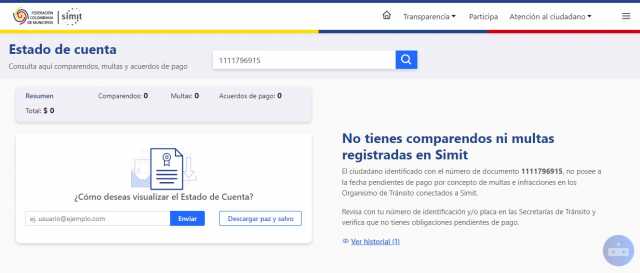 FEDERACIÓN
COLOMBIANA
DE MUNICIPIOS
simit
Transparencia
Participa
Atención al ciudadano
Estado de cuenta
Consulta aquí comparendos, multas y acuerdos de pago
1111796915
Resumen
Comparendos: 0
Multas: 0
Acuerdos de pago: 0
Total: $ 0
¿Cómo deseas visualizar el Estado de Cuenta?
ej. usuario@ejemplo.com
Enviar
Descargar paz y salvo
No tienes comparendos ni multas
registradas en Simit
El ciudadano identificado con el número de documento 1111796915, no posee a
la fecha pendientes de pago por concepto de multas e infracciones en los
Organismo de Tránsito conectados a Simit.
Revisa con tu número de identificación y/o placa en las Secretarías de Tránsito y
verifica que no tienes obligaciones pendientes de pago.
Ver historial (1)